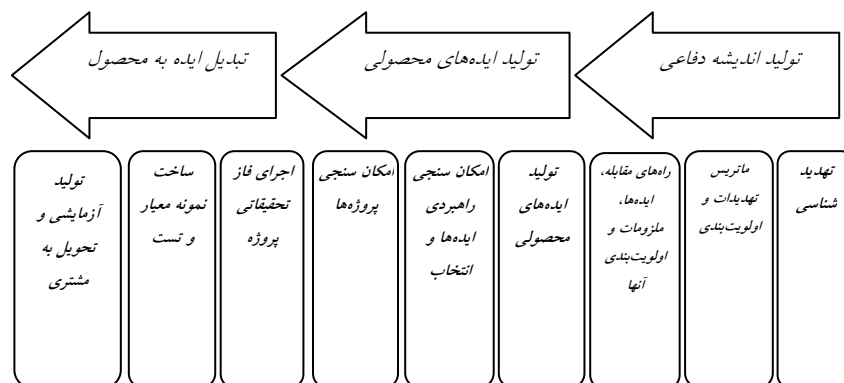 تولید اندیشه دفاعی
تولید ایده‌های محصولی
تبدیل ایده به محصول
تهدید
شناسی
ماتریس
تهدیدات و
اولویت‌بندی
راه‌های مقابله،
ایده‌ها،
ملزومات و
اولویت‌بندی
آنها
تولید
ایده‌های
محصولی
امکان سنجی
راهبردی
ایده‌ها و
انتخاب
امکان سنجی
پروژه‌ها
اجرای فاز
تحقیقاتی
پروژه
ساخت
نمونه معیار
و تست
تولید
آزمایشی و
تحویل به
مشتری